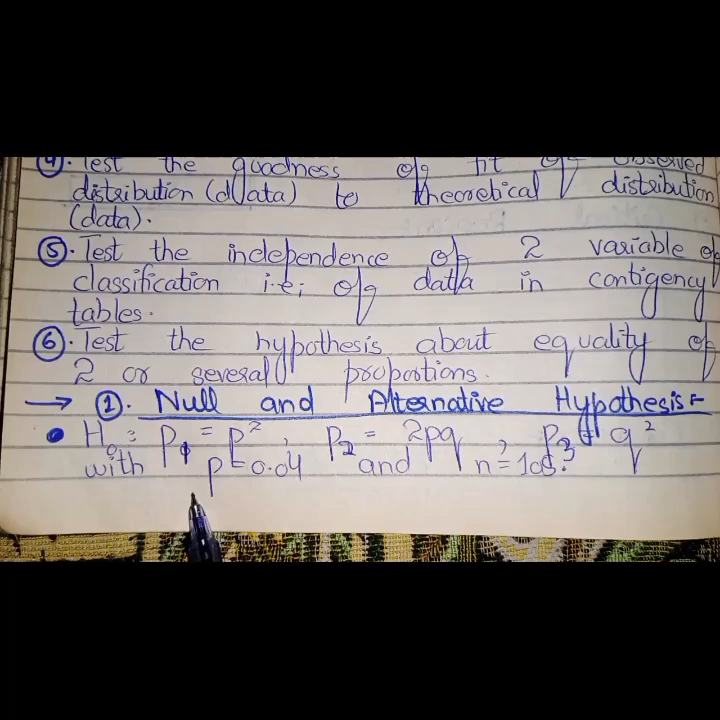 ④. Test the goodness of fit of observed
distribution (data) to theoretical distribution
(data).
⑤. Test the independence of 2 variable of
classification i.e; of data in contigency
tables.
⑥. Test the hypothesis about equality of
2 or several proportions.
→ ①. Null and Alternative Hypothesis:-
• H₀: P₁ = p², P₂ = 2pq, P₃ = q²
with p = 0.04 and n = 100.